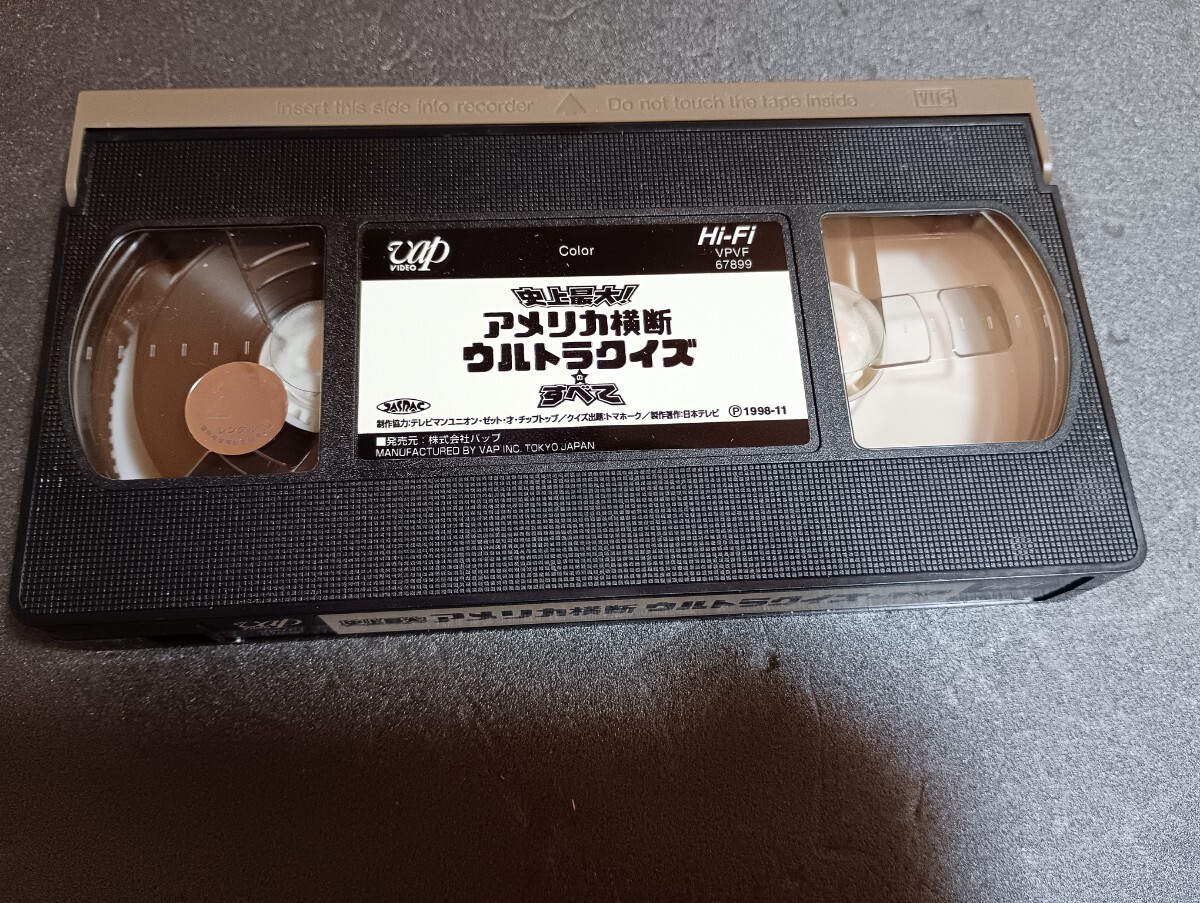 Insert this side into recorder Do not touch the tape inside VHS
vap
VIDEO
Color
Hi-Fi
VPVF
67899
史上最大!
アメリカ横断
ウルトラクイズ
の
すべて
JASRAC
制作協力:テレビマンユニオン・ゼット・オ・チップトップ/クイズ出題:トマホーク/製作著作:日本テレビ Ⓟ1998-11
■発売元:株式会社バップ
MANUFACTURED BY VAP INC. TOKYO JAPAN
レンタル
vap
アメリカ横断 ウルトラクイズ